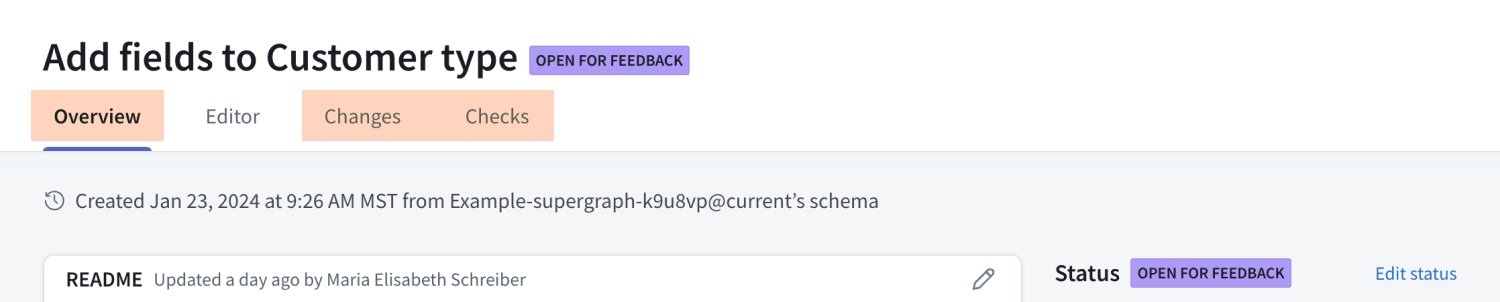 Add fields to Customer type OPEN FOR FEEDBACK
Overview Editor Changes Checks
Created Jan 23, 2024 at 9:26 AM MST from Example-supergraph-k9u8vp@current’s schema
README Updated a day ago by Maria Elisabeth Schreiber
Status OPEN FOR FEEDBACK Edit status